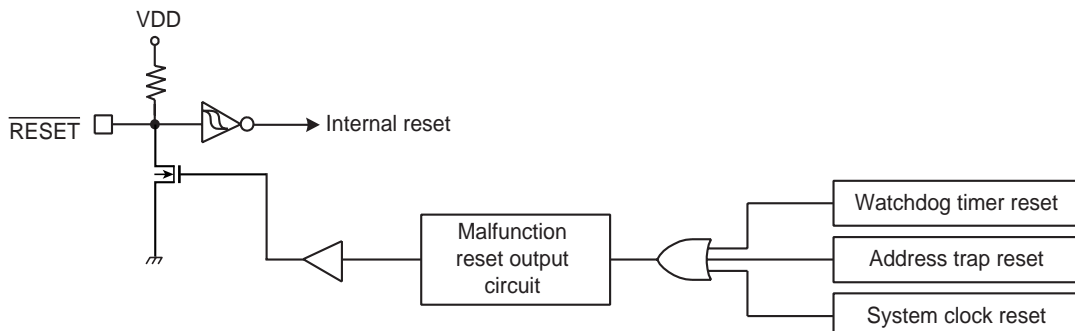 VDD
RESET
Internal reset
Malfunction
reset output
circuit
Watchdog timer reset
Address trap reset
System clock reset